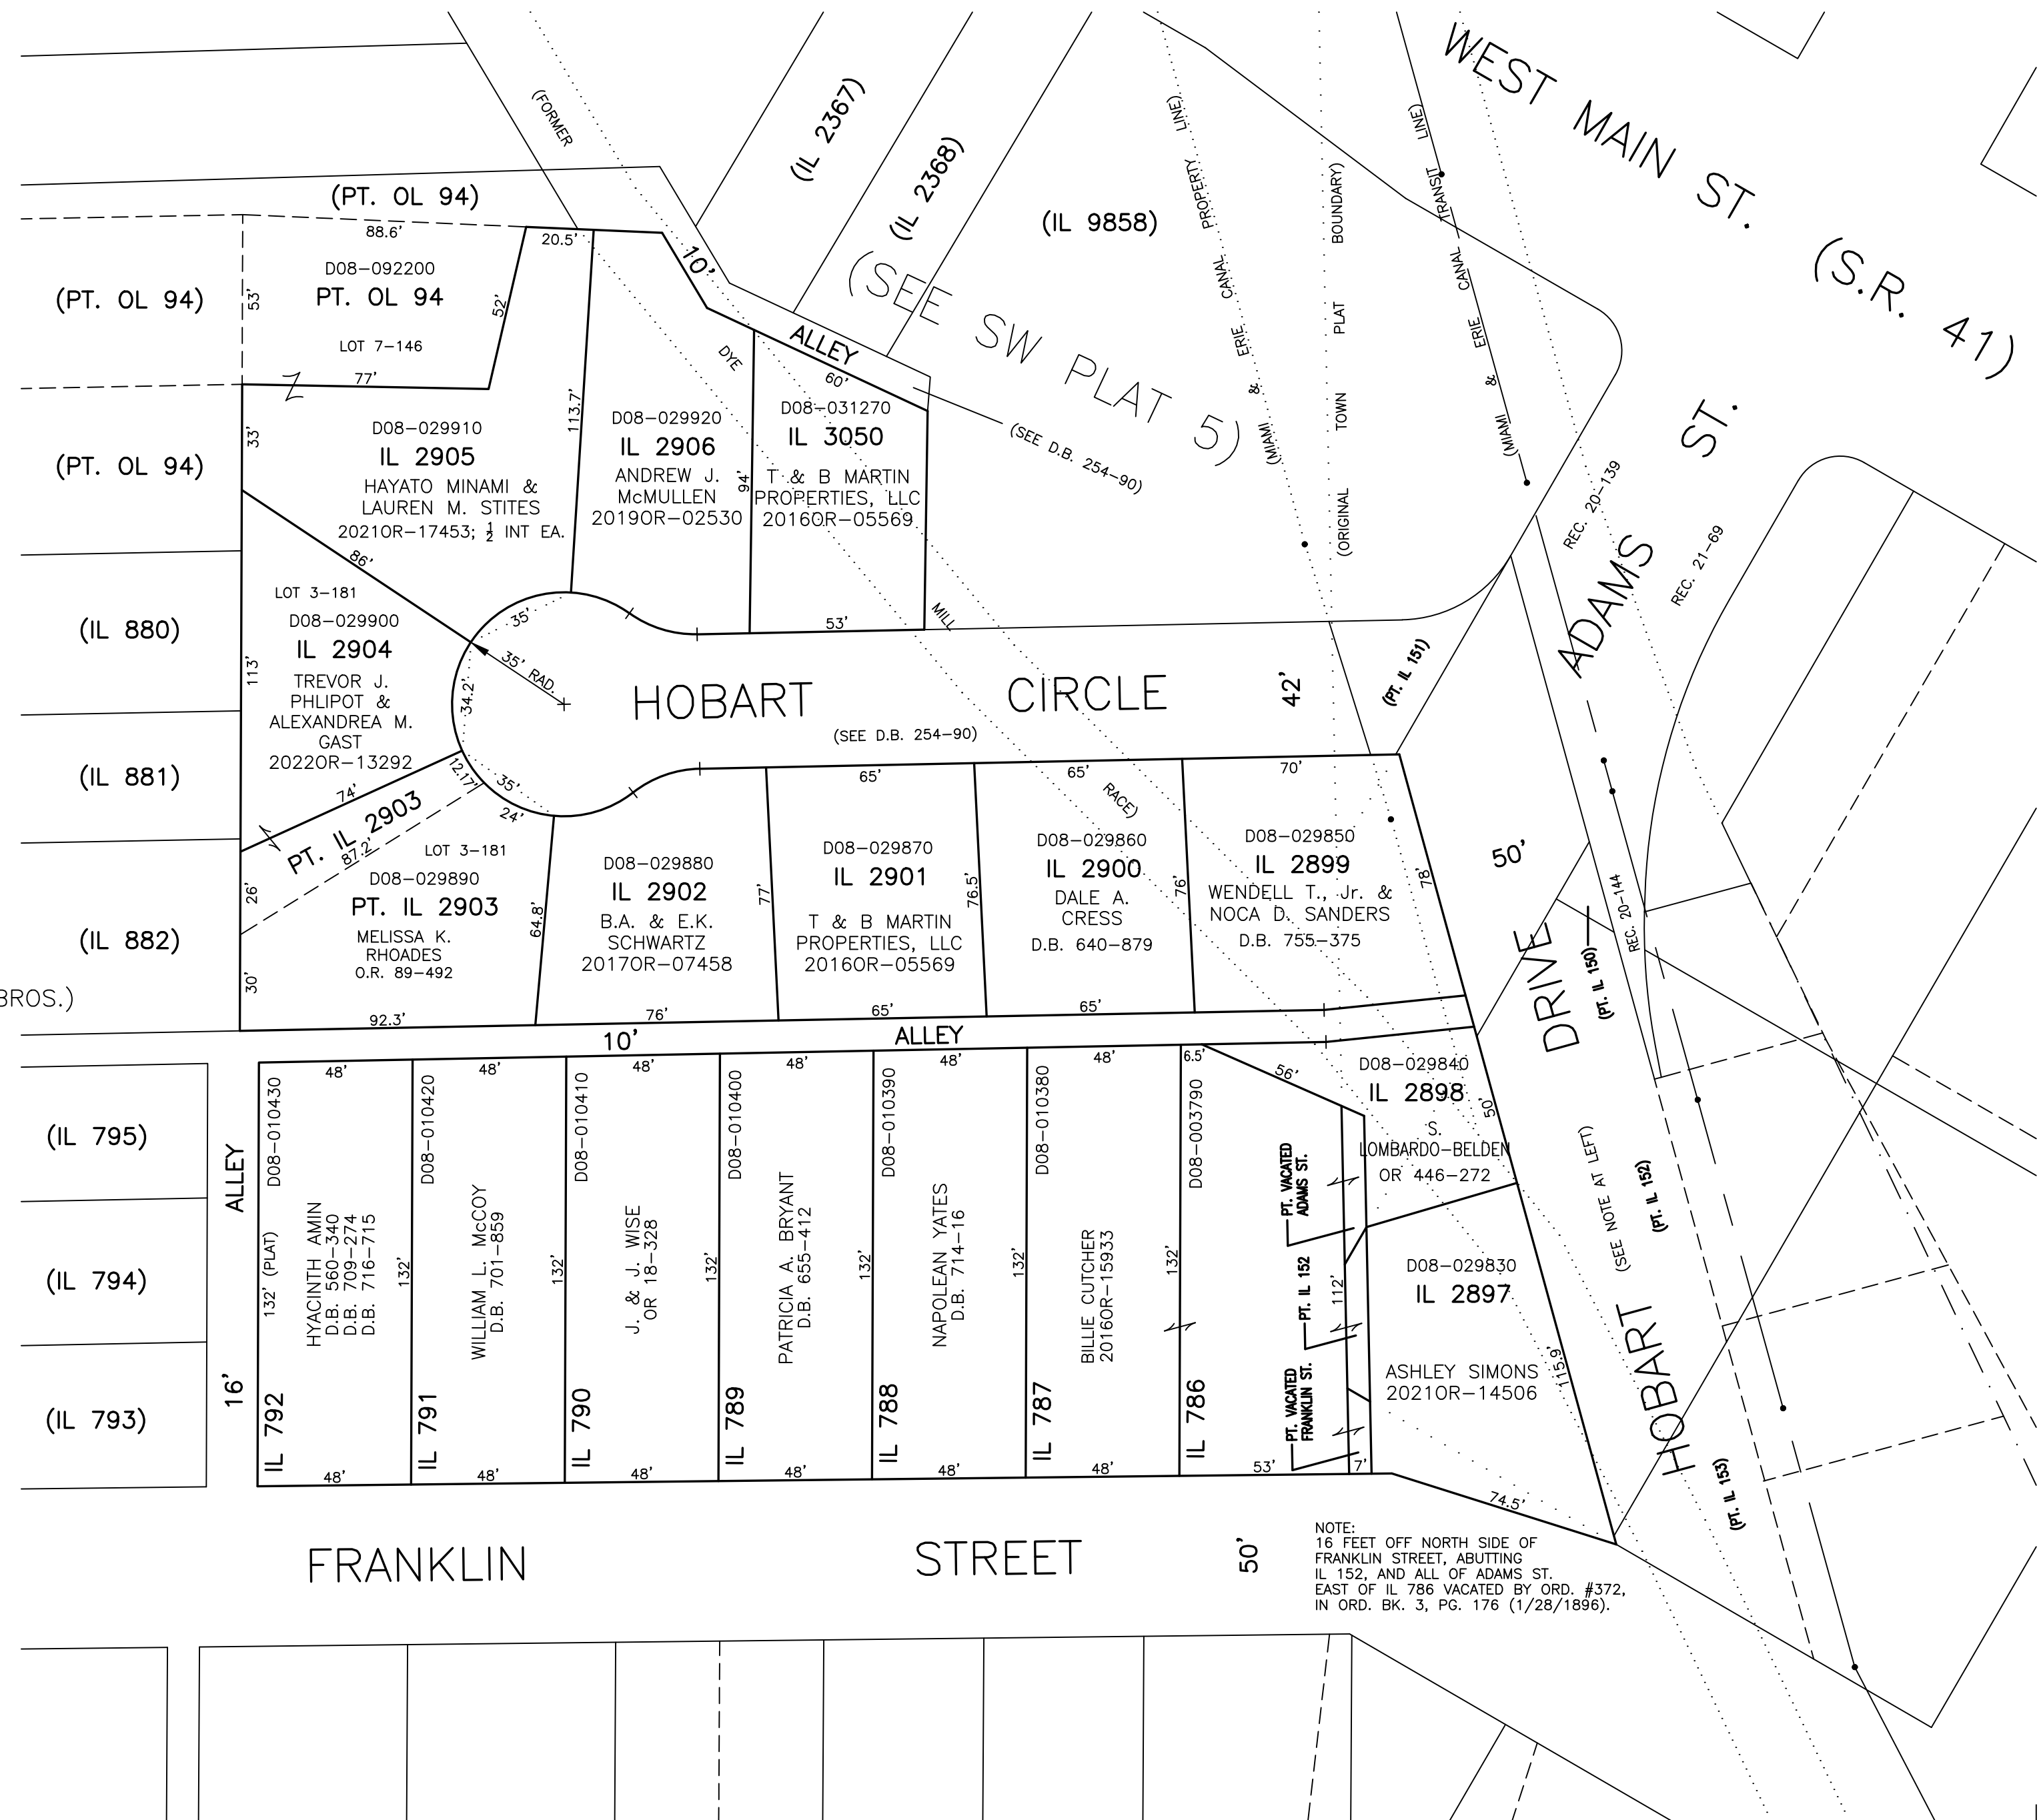 WEST MAIN ST. (S.R. 41)
(FORMER
DYE
MILL
RACE)
(IL 2367)
(IL 2368)
(IL 9858)
(SEE SW PLAT 5)
(MIAMI & ERIE CANAL PROPERTY LINE)
(ORIGINAL TOWN PLAT BOUNDARY)
(MIAMI & ERIE CANAL TRANSIT LINE)
(PT. OL 94)
88.6'
20.5'
10'
ALLEY
(PT. OL 94)
53'
D08-092200
PT. OL 94
LOT 7-146
52'
77'
(PT. OL 94)
33'
D08-029910
IL 2905
HAYATO MINAMI &
LAUREN M. STITES
2021OR-17453; ½ INT EA.
113.7'
D08-029920
IL 2906
ANDREW J.
McMULLEN
2019OR-02530
94'
60'
D08-031270
IL 3050
T & B MARTIN
PROPERTIES, LLC
2016OR-05569
53'
(SEE D.B. 254-90)
ADAMS ST.
REC. 20-139
REC. 21-69
86'
(IL 880)
(IL 881)
(IL 882)
113'
LOT 3-181
D08-029900
IL 2904
TREVOR J.
PHLIPOT &
ALEXANDREA M.
GAST
2022OR-13292
35'
35' RAD.
34.2'
35'
12.17'
24'
HOBART CIRCLE
42'
(SEE D.B. 254-90)
(PT. IL 151)
74'
PT. IL 2903
87.2'
26'
30'
LOT 3-181
D08-029890
PT. IL 2903
MELISSA K.
RHOADES
O.R. 89-492
92.3'
64.8'
D08-029880
IL 2902
B.A. & E.K.
SCHWARTZ
2017OR-07458
76'
77'
65'
D08-029870
IL 2901
T & B MARTIN
PROPERTIES, LLC
2016OR-05569
65'
76.5'
65'
D08-029860
IL 2900
DALE A.
CRESS
D.B. 640-879
65'
76'
70'
D08-029850
IL 2899
WENDELL T., Jr. &
NOCA D. SANDERS
D.B. 755-375
78'
50'
HOBART DRIVE
(PT. IL 150)
REC. 20-144
BROS.)
10'
ALLEY
(IL 795)
(IL 794)
(IL 793)
16'
ALLEY
48'
D08-010430
132' (PLAT)
HYACINTH AMIN
D.B. 560-340
D.B. 709-274
D.B. 716-715
IL 792
48'
132'
48'
D08-010420
WILLIAM L. McCOY
D.B. 701-859
IL 791
48'
132'
48'
D08-010410
J. & J. WISE
OR 18-328
IL 790
48'
132'
48'
D08-010400
PATRICIA A. BRYANT
D.B. 655-412
IL 789
48'
132'
48'
D08-010390
NAPOLEAN YATES
D.B. 714-16
IL 788
48'
132'
48'
D08-010380
BILLIE CUTCHER
2016OR-15933
IL 787
48'
132'
6.5'
D08-003790
IL 786
53'
56'
PT. VACATED
ADAMS ST.
PT. IL 152
PT. VACATED
FRANKLIN ST.
112'
7'
D08-029840
IL 2898
S.
LOMBARDO-BELDEN
OR 446-272
50'
D08-029830
IL 2897
ASHLEY SIMONS
2021OR-14506
115.9'
74.5'
(SEE NOTE AT LEFT)
(PT. IL 152)
(PT. IL 153)
FRANKLIN STREET
50'
NOTE:
16 FEET OFF NORTH SIDE OF
FRANKLIN STREET, ABUTTING
IL 152, AND ALL OF ADAMS ST.
EAST OF IL 786 VACATED BY ORD. #372,
IN ORD. BK. 3, PG. 176 (1/28/1896).